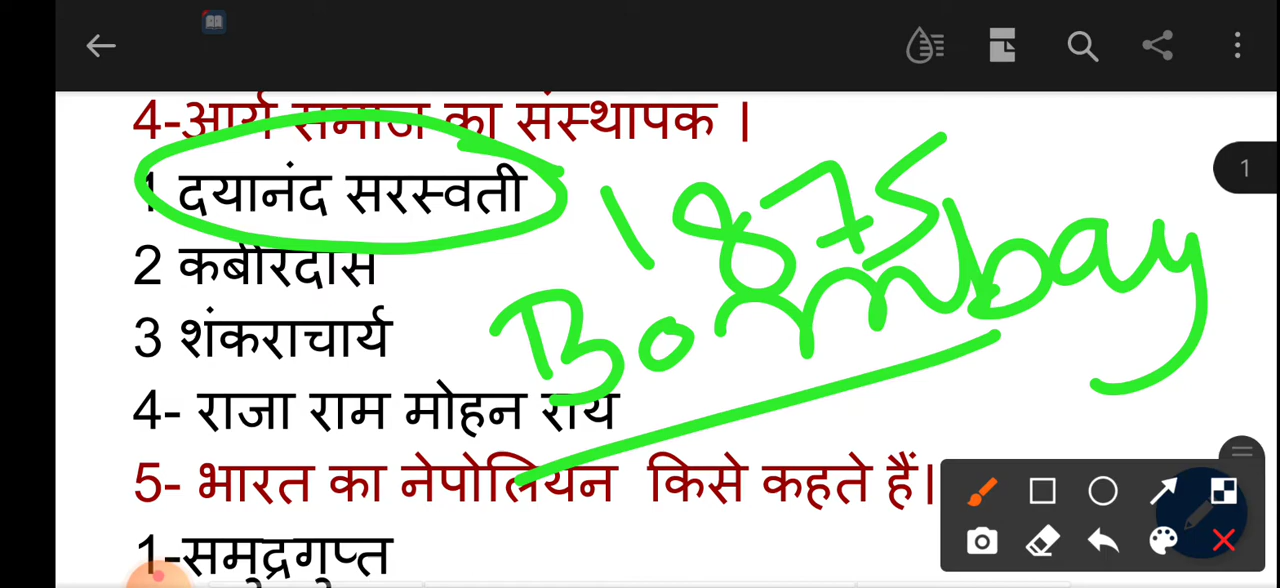 4-आर्य समाज का संस्थापक ।
1 दयानंद सरस्वती
1875
Bombay
2 कबीरदास
3 शंकराचार्य
4- राजा राम मोहन राय
5- भारत का नेपोलियन किसे कहते हैं।
1-समुद्रगुप्त
1